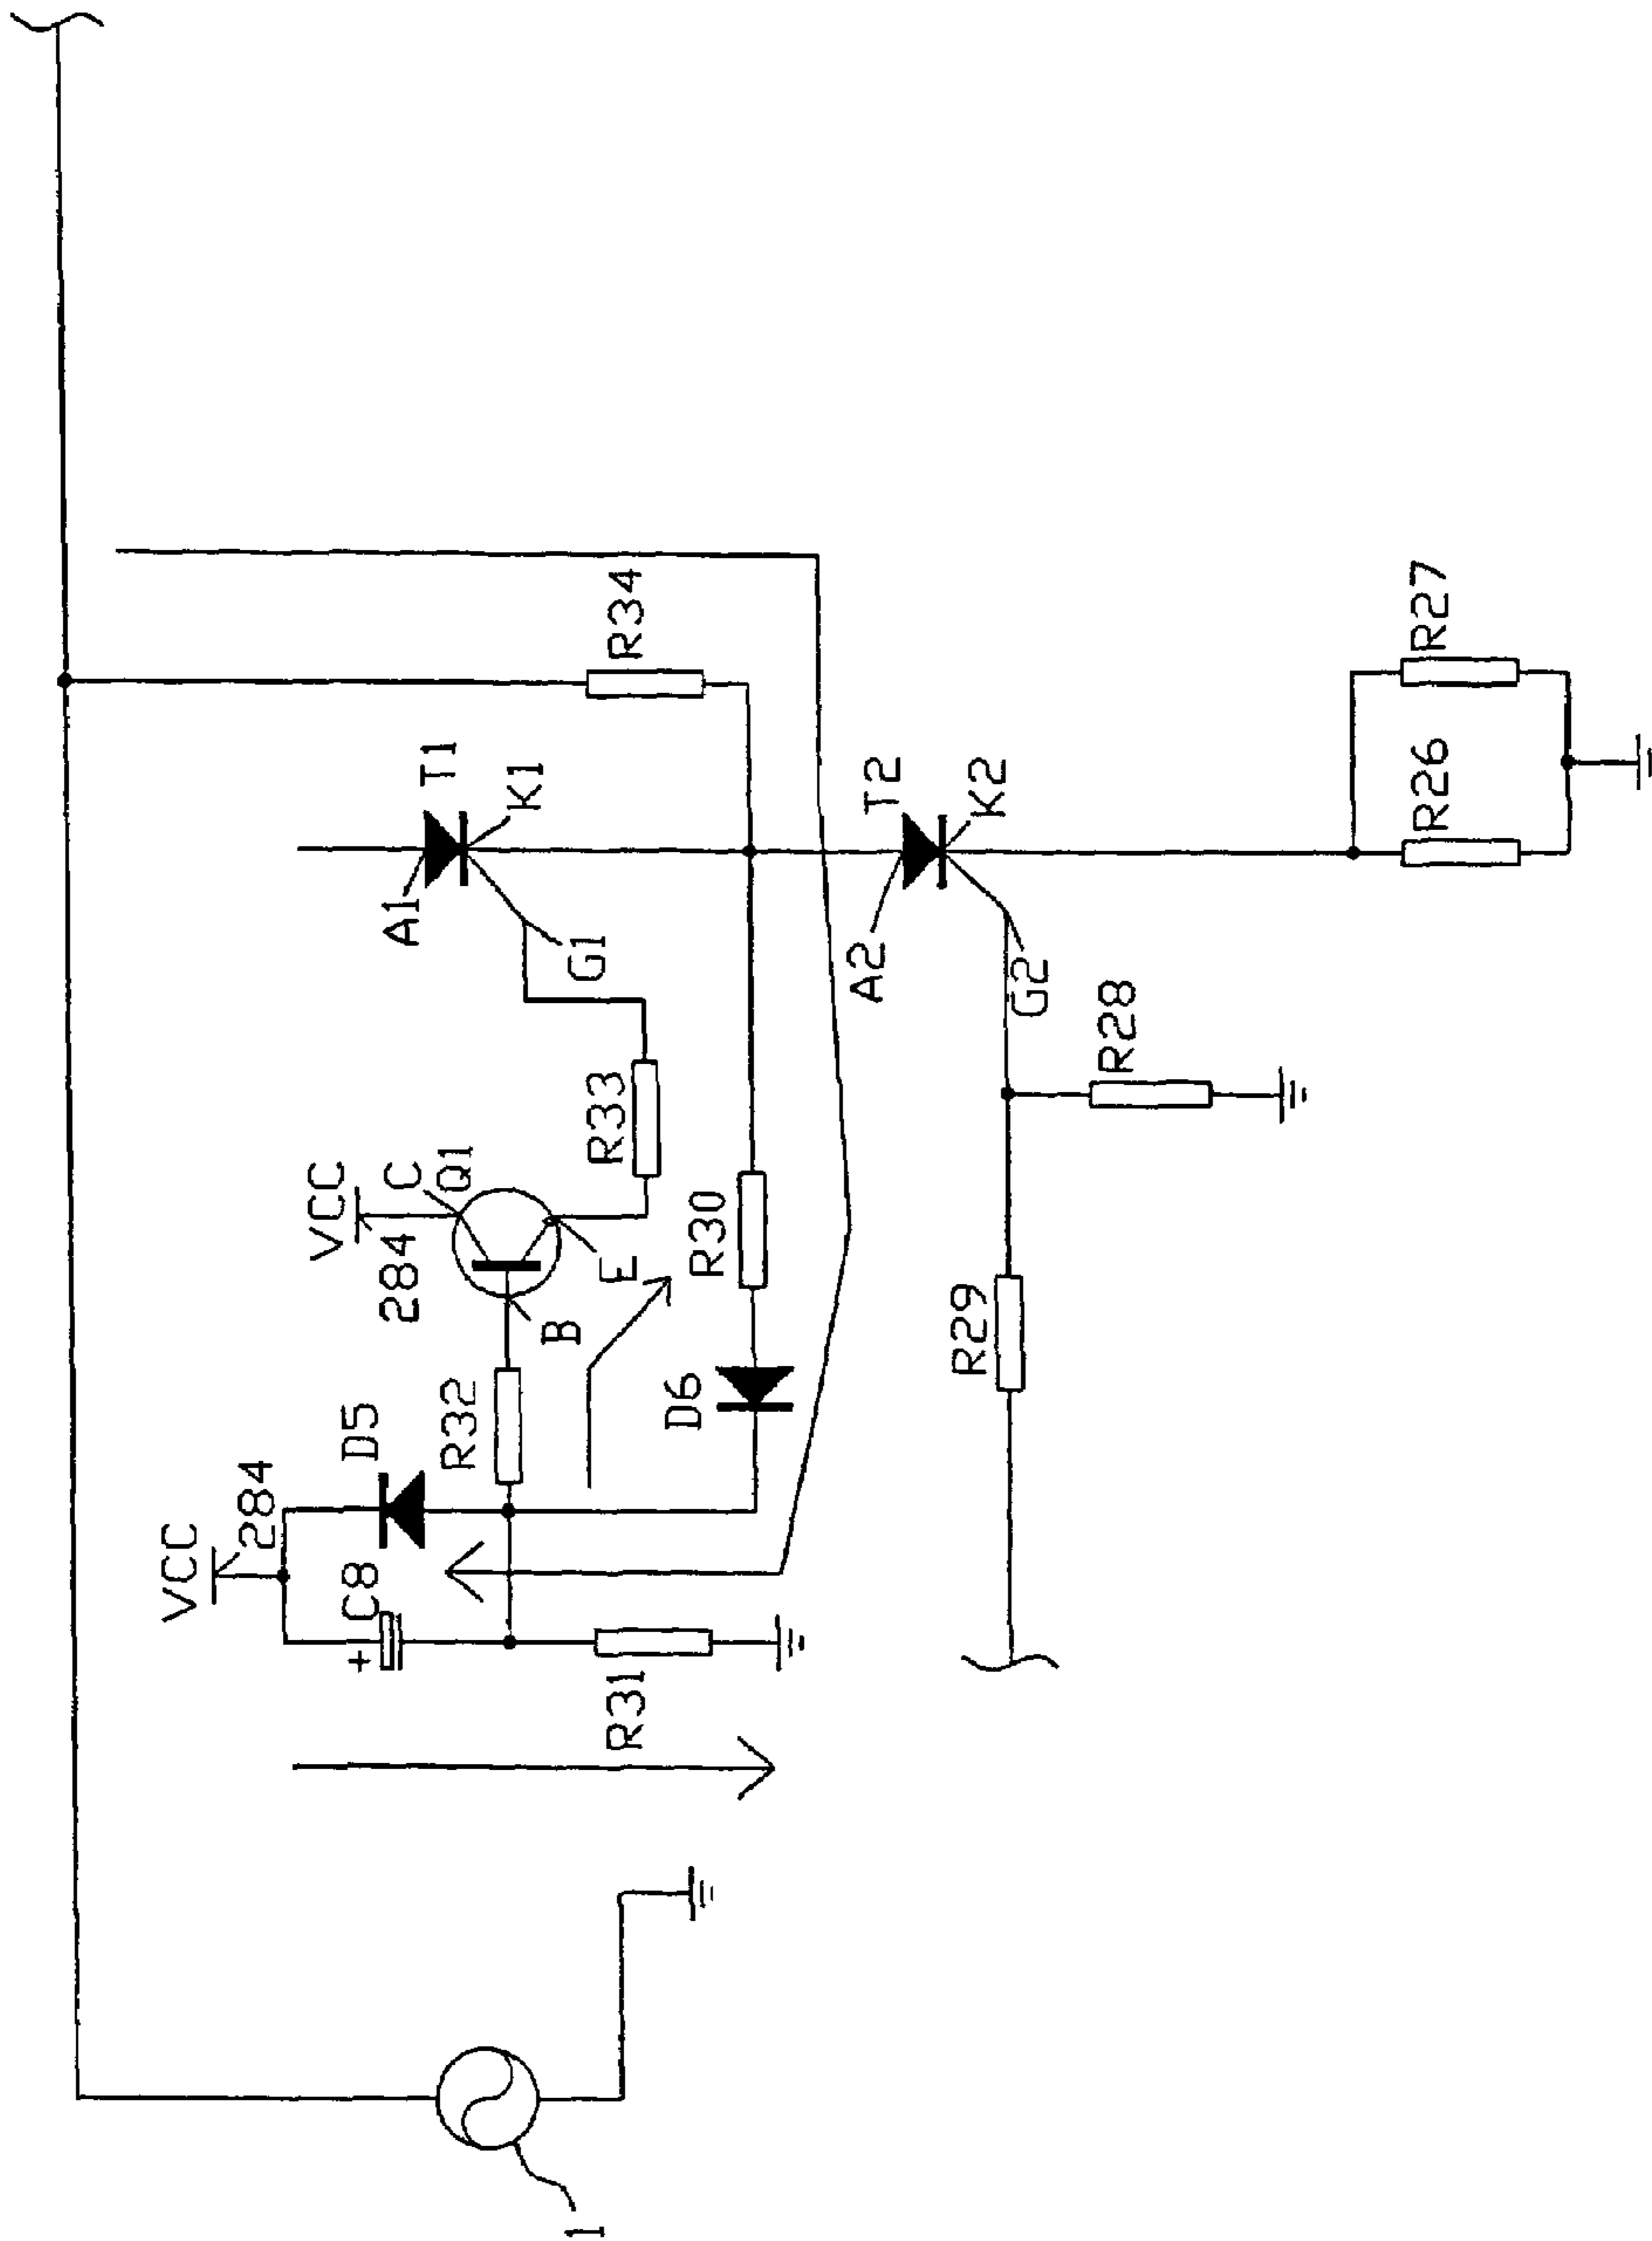 R34
T1
K1
A1
G1
VCC
C
Q1
284
R33
E
B
R30
D5
R32
D6
VCC
284
C8
+
R31
T2
K2
A2
G2
R28
R29
R27
R26
1